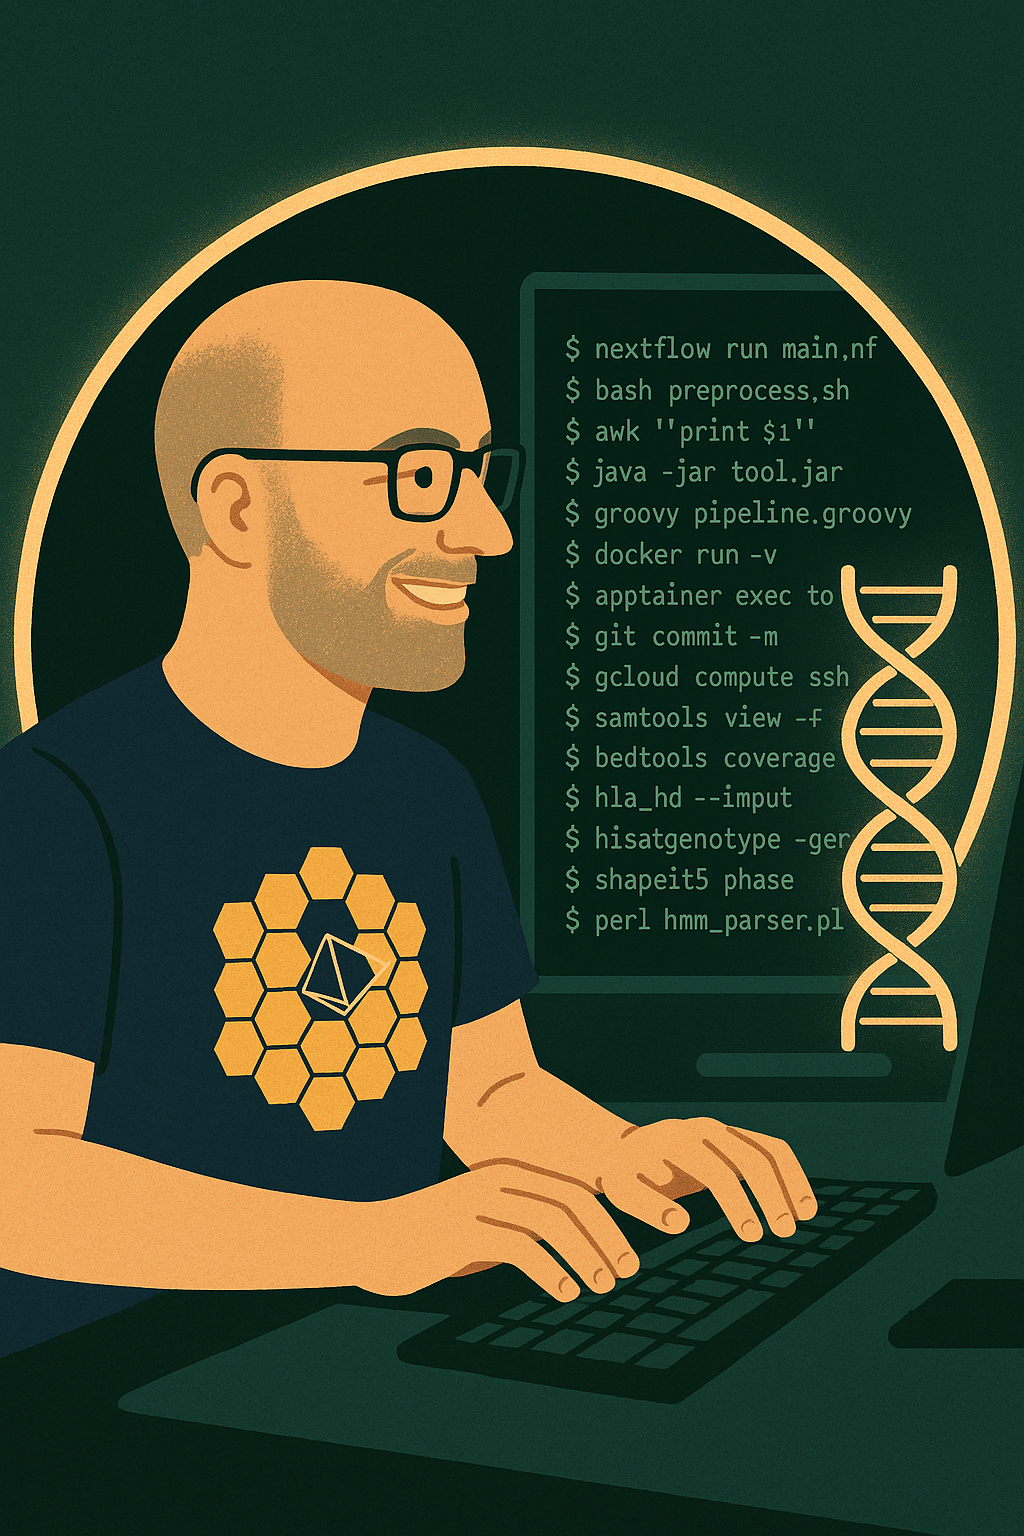 $ nextflow run main,nf
$ bash preprocess,sh
$ awk ''print $1''
$ java -jar tool.jar
$ groovy pipeline.groovy
$ docker run -v
$ apptainer exec to
$ git commit -m
$ gcloud compute ssh
$ samtools view -f
$ bedtools coverage
$ hla_hd --imput
$ hisatgenotype -ger
$ shapeit5 phase
$ perl hmm_parser.pl